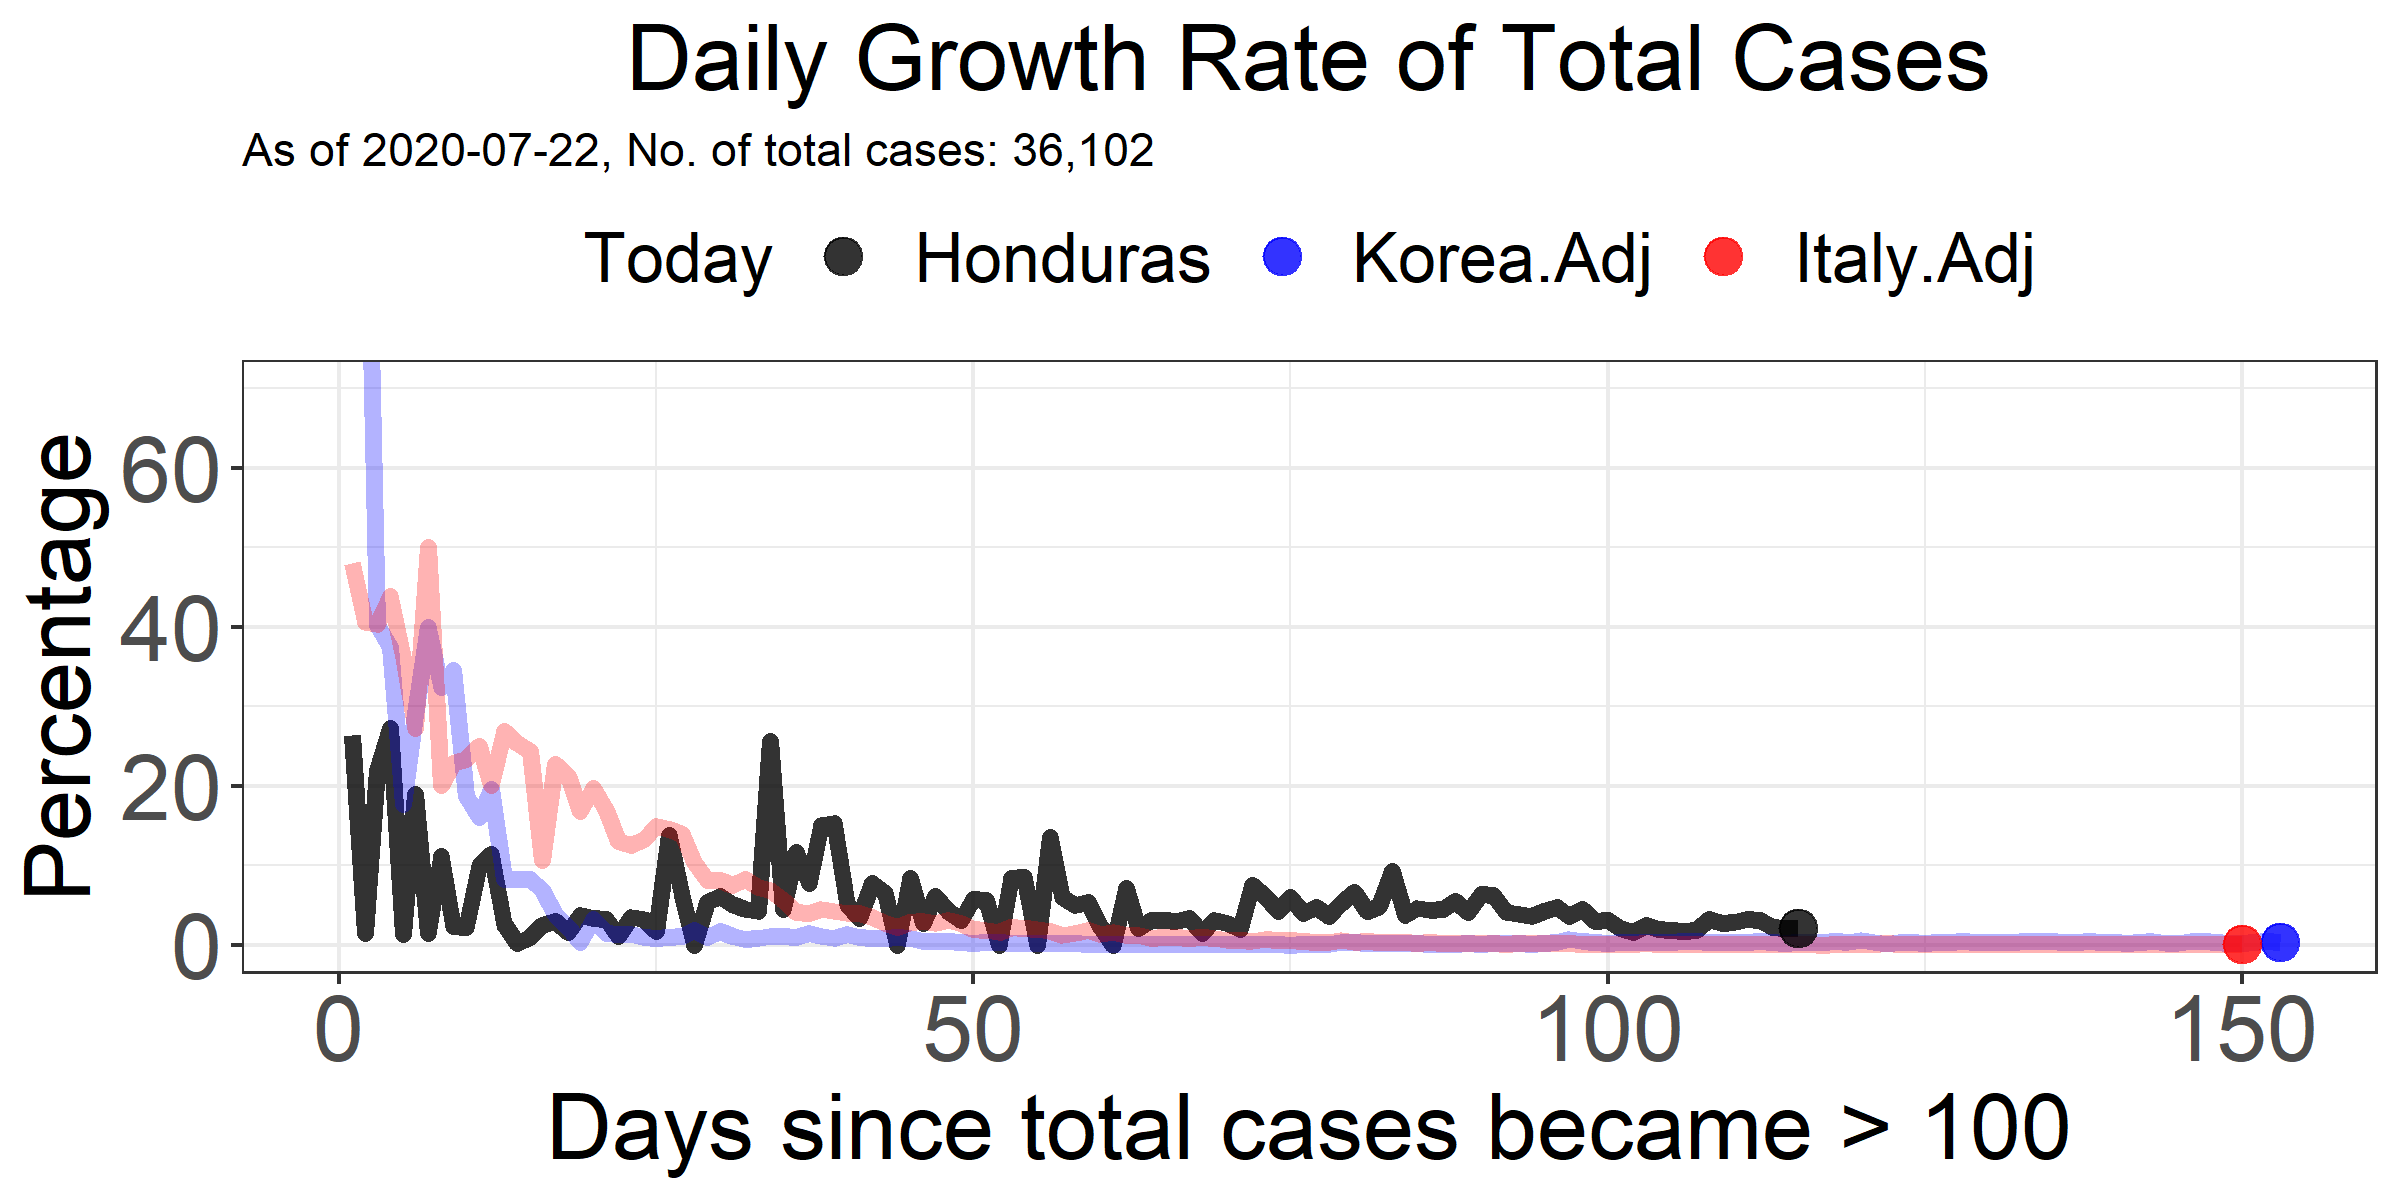 Daily Growth Rate of Total Cases
As of 2020-07-22, No. of total cases: 36,102
Today Honduras Korea.Adj Italy.Adj
Percentage
60
40
20
0
0 50 100 150
Days since total cases became > 100